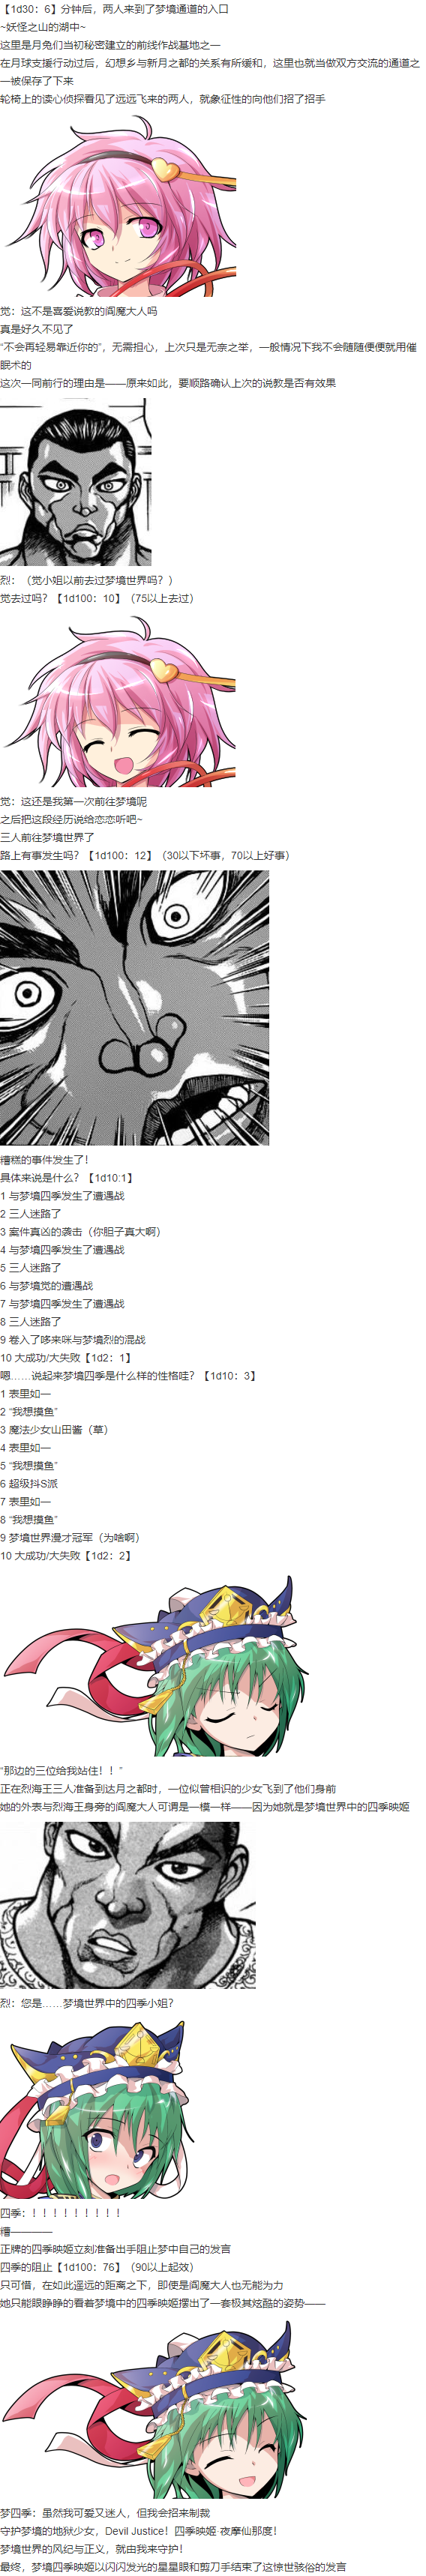 【1d30：6】分钟后，两人来到了梦境通道的入口
~妖怪之山的湖中~
这里是月兔们当初秘密建立的前线作战基地之一
在月球支援行动过后，幻想乡与新月之都的关系有所缓和，这里也就当做双方交流的通道之
一被保存了下来
轮椅上的读心侦探看见了远远飞来的两人，就象征性的向他们招了招手
觉：这不是喜爱说教的阎魔大人吗
真是好久不见了
“不会再轻易靠近你的”，无需担心，上次只是无奈之举，一般情况下我不会随随便便就用催
眠术的
这次一同前行的理由是——原来如此，要顺路确认上次的说教是否有效果
烈：（觉小姐以前去过梦境世界吗？）
觉去过吗？【1d100：10】（75以上去过）
觉：这还是我第一次前往梦境呢
之后把这段经历说给恋恋听吧~
三人前往梦境世界了
路上有事发生吗？【1d100：12】（30以下坏事，70以上好事）
糟糕的事件发生了！
具体来说是什么？【1d10:1】
1 与梦境四季发生了遭遇战
2 三人迷路了
3 案件真凶的袭击（你胆子真大啊）
4 与梦境四季发生了遭遇战
5 三人迷路了
6 与梦境觉的遭遇战
7 与梦境四季发生了遭遇战
8 三人迷路了
9 卷入了哆来咪与梦境烈的混战
10 大成功/大失败【1d2：1】
嗯……说起来梦境四季是什么样的性格哇？【1d10：3】
1 表里如一
2 “我想摸鱼”
3 魔法少女山田酱（草）
4 表里如一
5 “我想摸鱼”
6 超级抖S派
7 表里如一
8 “我想摸鱼”
9 梦境世界漫才冠军（为啥啊）
10 大成功/大失败【1d2：2】
“那边的三位给我站住！！”
正在烈海王三人准备到达月之都时，一位似曾相识的少女飞到了他们身前
她的外表与烈海王身旁的阎魔大人可谓是一模一样——因为她就是梦境世界中的四季映姬
烈：您是……梦境世界中的四季小姐？
四季：！！！！！！！！！
糟————
正牌的四季映姬立刻准备出手阻止梦中自己的发言
四季的阻止【1d100：76】（90以上起效）
只可惜，在如此遥远的距离之下，即使是阎魔大人也无能为力
她只能眼睁睁的看着梦境中的四季映姬摆出了一套极其炫酷的姿势——
梦四季：虽然我可爱又迷人，但我会招来制裁
守护梦境的地狱少女，Devil Justice！四季映姬·夜摩仙那度！
梦境世界的风纪与正义，就由我来守护！
最终，梦境四季映姬以闪闪发光的星星眼和剪刀手结束了这惊世骇俗的发言